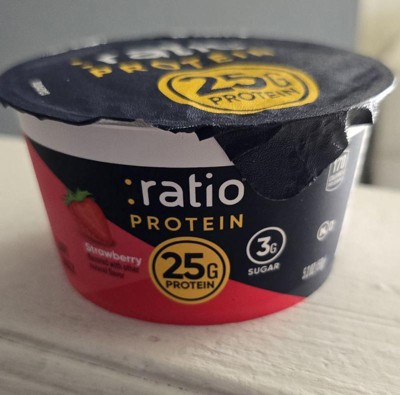 :ratio
PROTEIN
25G
PROTEIN
:ratio
PROTEIN
Strawberry
25G
PROTEIN
3G
SUGAR